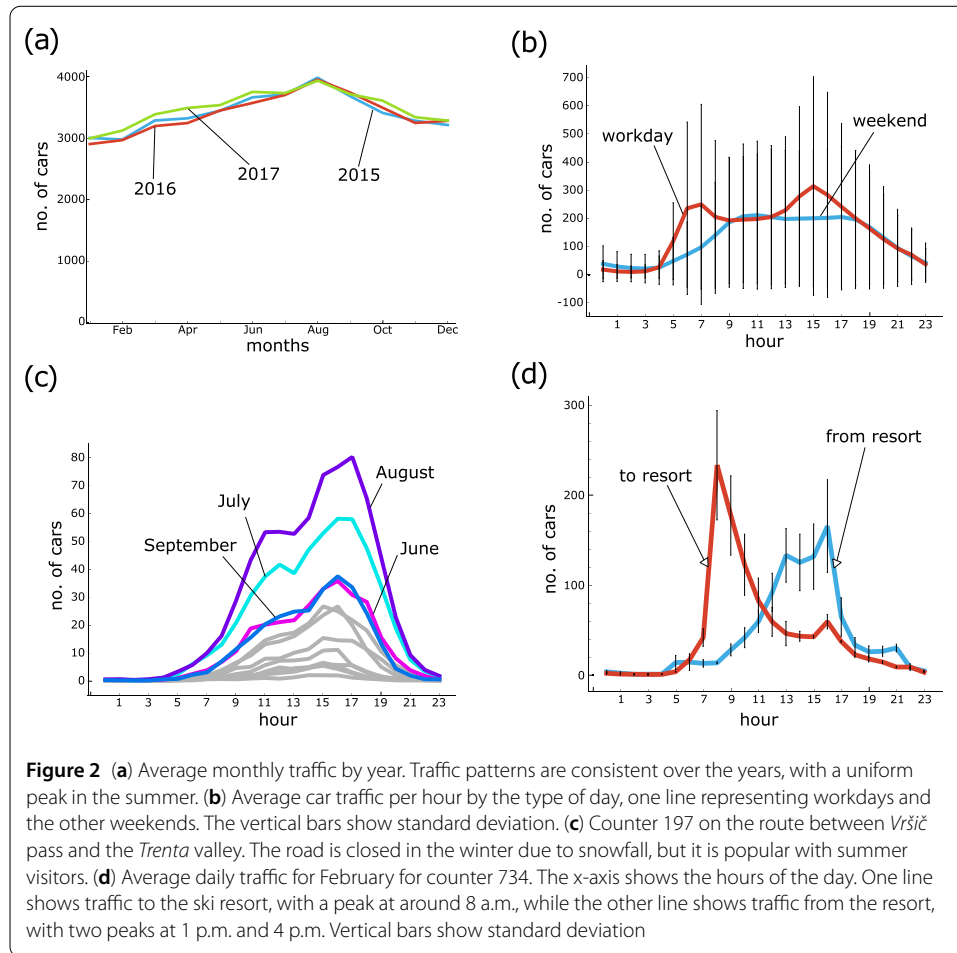 (a)
4000
3000
2000
1000
0
no. of cars
2016
2017
2015
Feb Apr Jun Aug Oct Dec
months
(b)
700
600
500
400
300
200
100
0
-100
no. of cars
workday
weekend
1 3 5 7 9 11 13 15 17 19 21 23
hour
(c)
80
70
60
50
40
30
20
10
0
no. of cars
August
July
September
June
1 3 5 7 9 11 13 15 17 19 21 23
hour
(d)
300
200
100
0
no. of cars
to resort
from resort
1 3 5 7 9 11 13 15 17 19 21 23
hour
Figure 2 (a) Average monthly traffic by year. Traffic patterns are consistent over the years, with a uniform
peak in the summer. (b) Average car traffic per hour by the type of day, one line representing workdays and
the other weekends. The vertical bars show standard deviation. (c) Counter 197 on the route between Vršič
pass and the Trenta valley. The road is closed in the winter due to snowfall, but it is popular with summer
visitors. (d) Average daily traffic for February for counter 734. The x-axis shows the hours of the day. One line
shows traffic to the ski resort, with a peak at around 8 a.m., while the other line shows traffic from the resort,
with two peaks at 1 p.m. and 4 p.m. Vertical bars show standard deviation